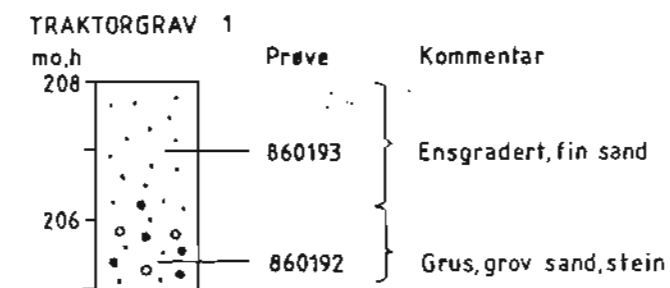 TRAKTORGRAV 1
mo.h Prøve Kommentar
208
860193 Ensgradert, fin sand
206
860192 Grus, grov sand, stein